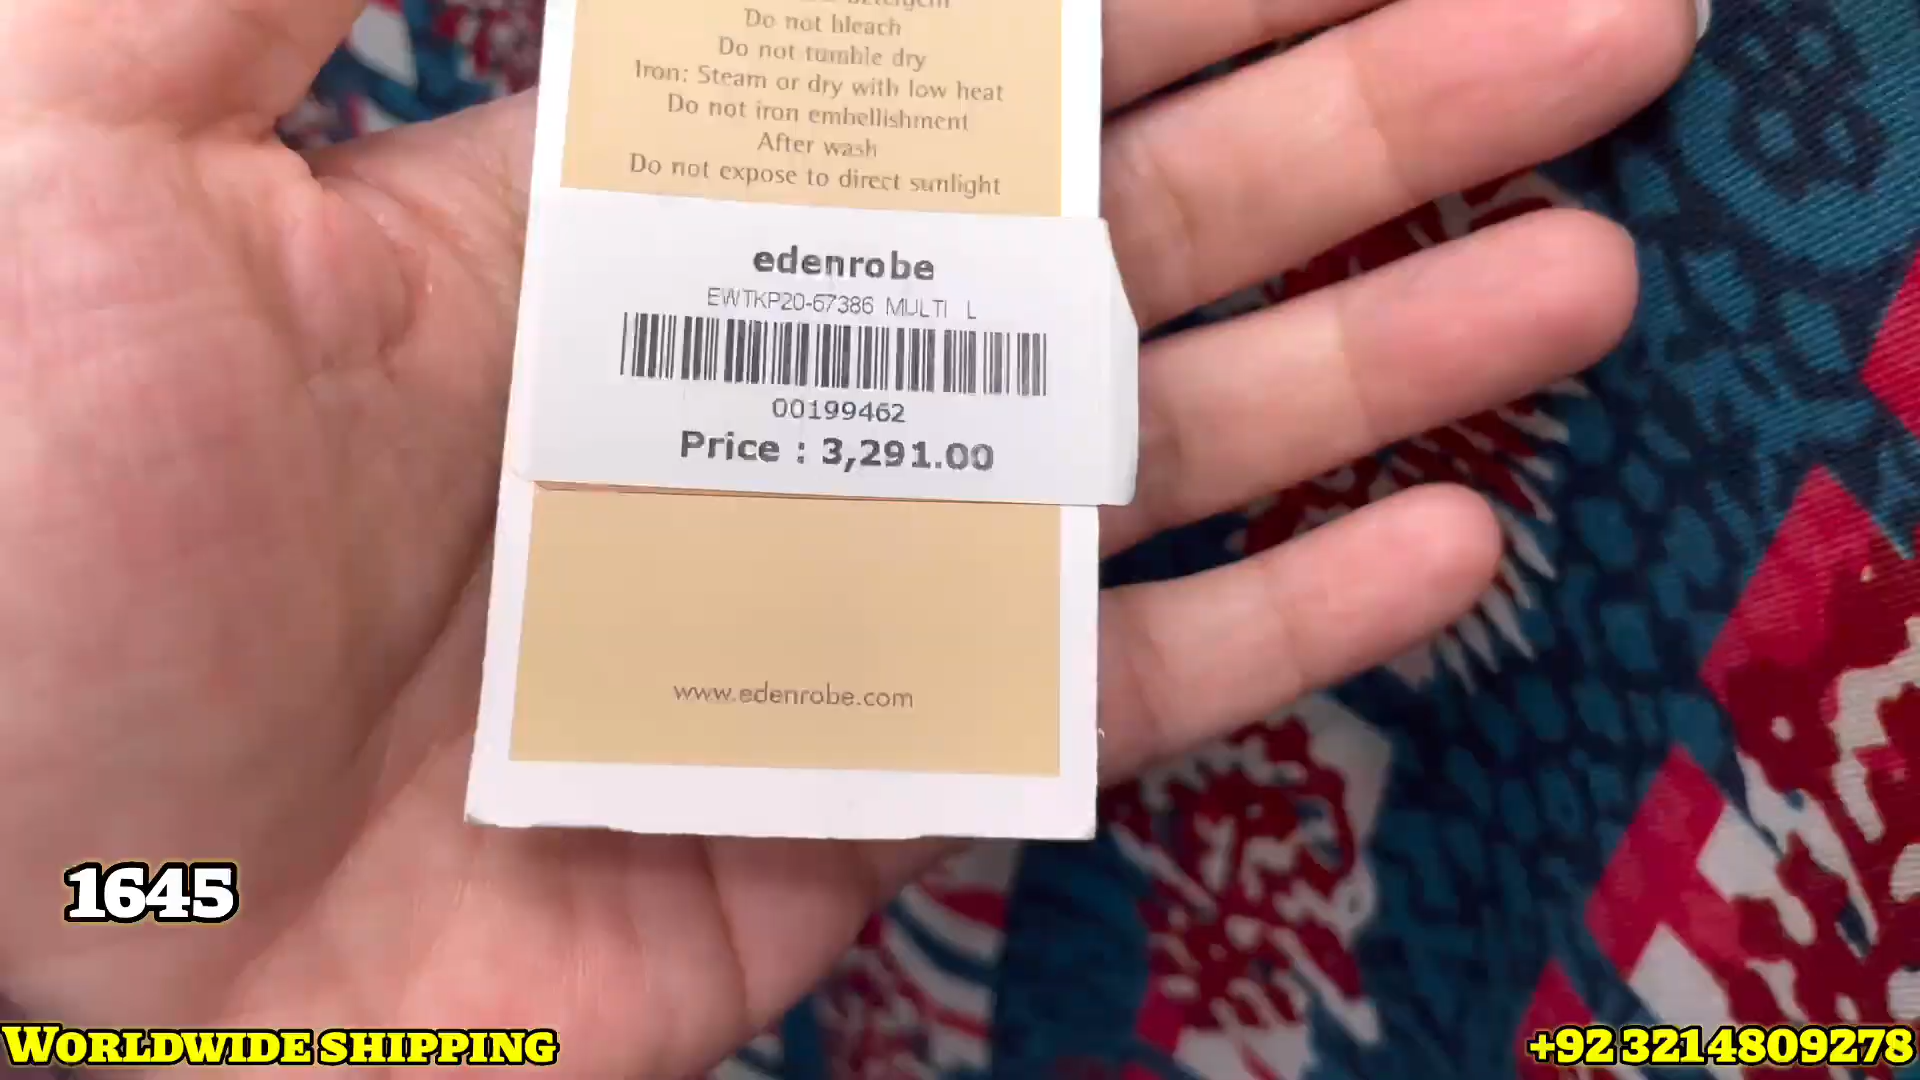 Do not bleach
Do not tumble dry
Iron: Steam or dry with low heat
Do not iron embellishment
After wash
Do not expose to direct sunlight
edenrobe
EWTKP20-67386 MULTI L
00199462
Price : 3,291.00
www.edenrobe.com
1645
WORLDWIDE SHIPPING
+92 3214809278